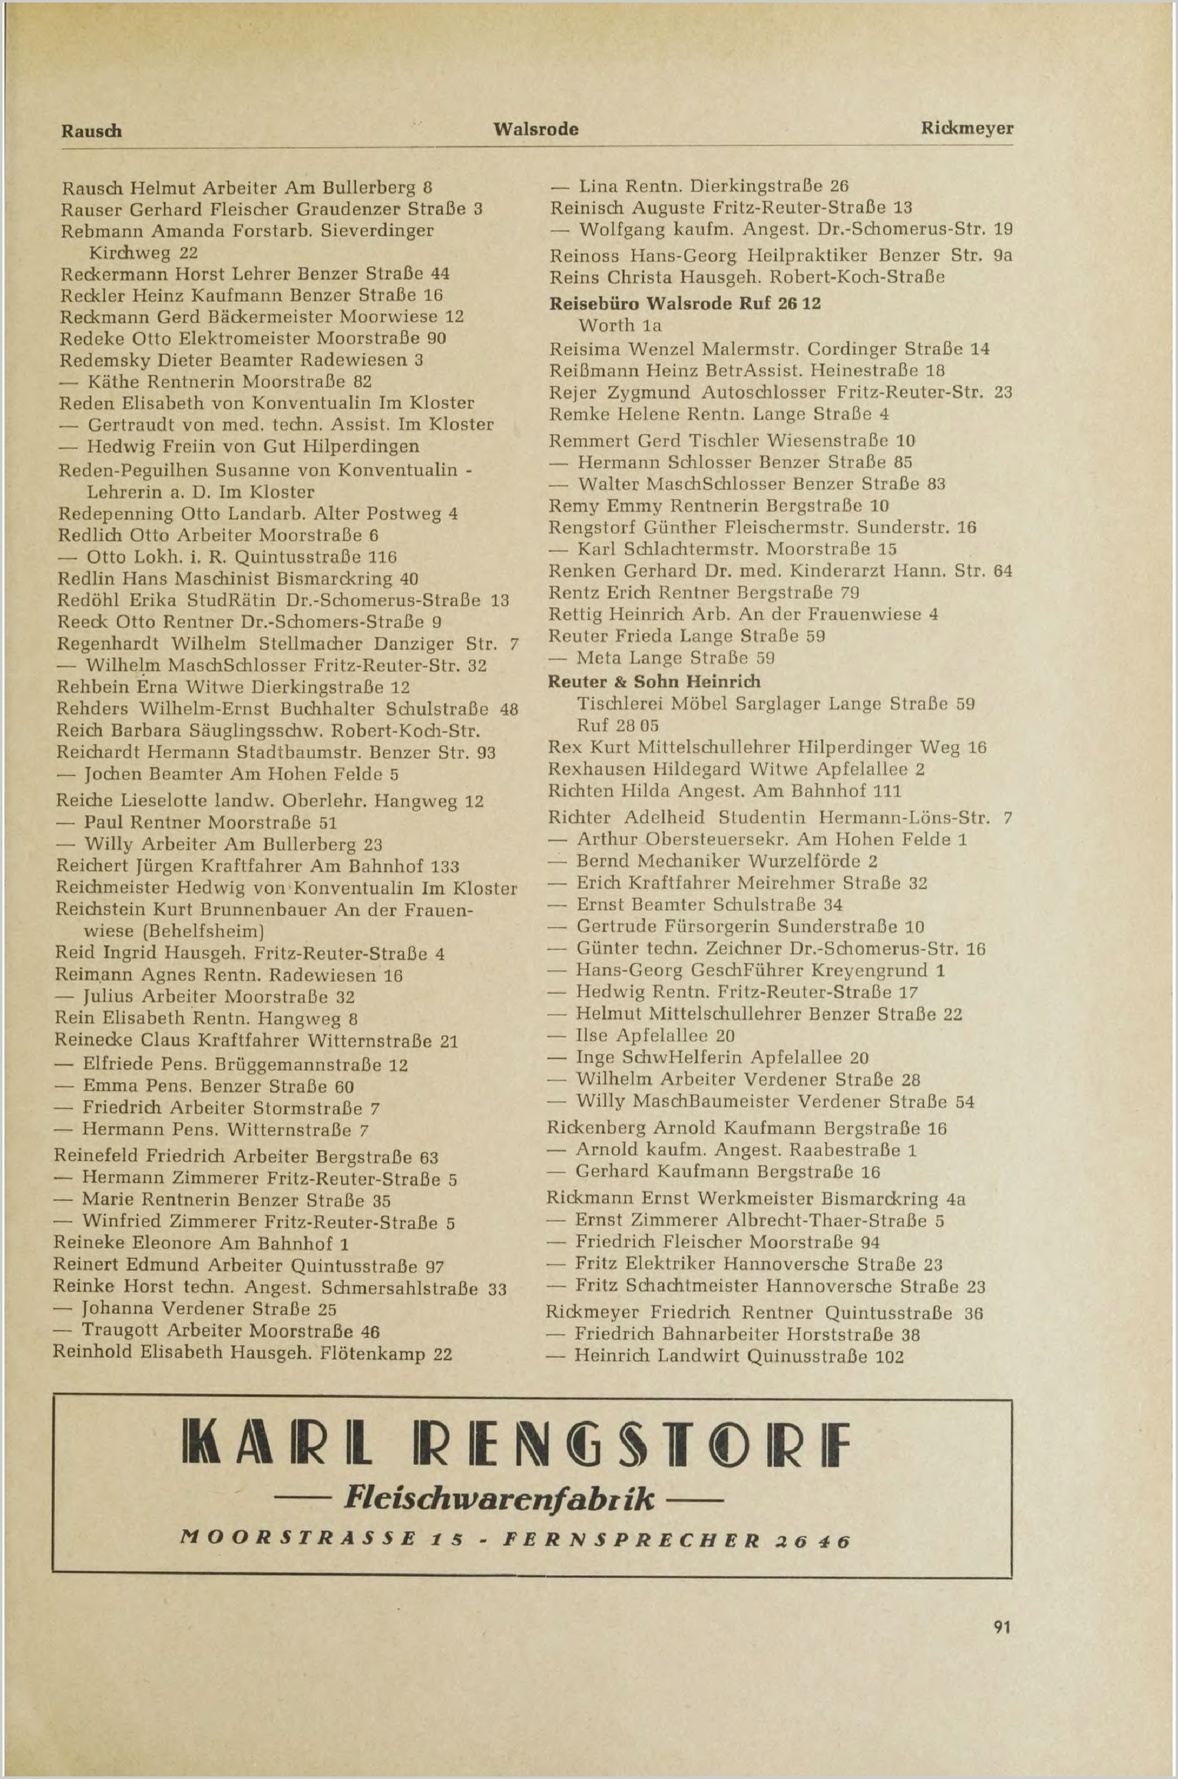 Rausch Walsrode Rickmeyer
Rausch Helmut Arbeiter Am Bullerberg 8
Rauser Gerhard Fleischer Graudenzer Straße 3
Rebmann Amanda Forstarb. Sieverdinger
Kirchweg 22
Reckermann Horst Lehrer Benzer Straße 44
Reckler Heinz Kaufmann Benzer Straße 16
Reckmann Gerd Bäckermeister Moorwiese 12
Redeke Otto Elektromeister Moorstraße 90
Redemsky Dieter Beamter Radewiesen 3
— Käthe Rentnerin Moorstraße 82
Reden Elisabeth von Konventualin Im Kloster
— Gertraudt von med. techn. Assist. Im Kloster
— Hedwig Freiin von Gut Hilperdingen
Reden-Peguilhen Susanne von Konventualin -
Lehrerin a. D. Im Kloster
Redepenning Otto Landarb. Alter Postweg 4
Redlich Otto Arbeiter Moorstraße 6
— Otto Lokh. i. R. Quintusstraße 116
Redlin Hans Maschinist Bismarckring 40
Redöhl Erika StudRätin Dr.-Schomerus-Straße 13
Reeck Otto Rentner Dr.-Schomers-Straße 9
Regenhardt Wilhelm Stellmacher Danziger Str. 7
— Wilhelm MaschSchlosser Fritz-Reuter-Str. 32
Rehbein Erna Witwe Dierkingstraße 12
Rehders Wilhelm-Ernst Buchhalter Schulstraße 48
Reich Barbara Säuglingsschw. Robert-Koch-Str.
Reichardt Hermann Stadtbaumstr. Benzer Str. 93
— Jochen Beamter Am Hohen Felde 5
Reiche Lieselotte landw. Oberlehr. Hangweg 12
— Paul Rentner Moorstraße 51
— Willy Arbeiter Am Bullerberg 23
Reichert Jürgen Kraftfahrer Am Bahnhof 133
Reichmeister Hedwig von Konventualin Im Kloster
Reichstein Kurt Brunnenbauer An der Frauen-
wiese (Behelfsheim)
Reid Ingrid Hausgeh. Fritz-Reuter-Straße 4
Reimann Agnes Rentn. Radewiesen 16
— Julius Arbeiter Moorstraße 32
Rein Elisabeth Rentn. Hangweg 8
Reinecke Claus Kraftfahrer Witternstraße 21
— Elfriede Pens. Brüggemannstraße 12
— Emma Pens. Benzer Straße 60
— Friedrich Arbeiter Stormstraße 7
— Hermann Pens. Witternstraße 7
Reinefeld Friedrich Arbeiter Bergstraße 63
— Hermann Zimmerer Fritz-Reuter-Straße 5
— Marie Rentnerin Benzer Straße 35
— Winfried Zimmerer Fritz-Reuter-Straße 5
Reineke Eleonore Am Bahnhof 1
Reinert Edmund Arbeiter Quintusstraße 97
Reinke Horst techn. Angest. Schmersahlstraße 33
— Johanna Verdener Straße 25
— Traugott Arbeiter Moorstraße 46
Reinhold Elisabeth Hausgeh. Flötenkamp 22
— Lina Rentn. Dierkingstraße 26
Reinisch Auguste Fritz-Reuter-Straße 13
— Wolfgang kaufm. Angest. Dr.-Schomerus-Str. 19
Reinoss Hans-Georg Heilpraktiker Benzer Str. 9a
Reins Christa Hausgeh. Robert-Koch-Straße
Reisebüro Walsrode Ruf 26 12
Worth 1a
Reisima Wenzel Malermstr. Cordinger Straße 14
Reißmann Heinz BetrAssist. Heinestraße 18
Rejer Zygmund Autoschlosser Fritz-Reuter-Str. 23
Remke Helene Rentn. Lange Straße 4
Remmert Gerd Tischler Wiesenstraße 10
— Hermann Schlosser Benzer Straße 85
— Walter MaschSchlosser Benzer Straße 83
Remy Emmy Rentnerin Bergstraße 10
Rengstorf Günther Fleischermstr. Sunderstr. 16
— Karl Schlachtermstr. Moorstraße 15
Renken Gerhard Dr. med. Kinderarzt Hann. Str. 64
Rentz Erich Rentner Bergstraße 79
Rettig Heinrich Arb. An der Frauenwiese 4
Reuter Frieda Lange Straße 59
— Meta Lange Straße 59
Reuter & Sohn Heinrich
Tischlerei Möbel Sarglager Lange Straße 59
Ruf 28 05
Rex Kurt Mittelschullehrer Hilperdinger Weg 16
Rexhausen Hildegard Witwe Apfelallee 2
Richten Hilda Angest. Am Bahnhof 111
Richter Adelheid Studentin Hermann-Löns-Str. 7
— Arthur Obersteuersekr. Am Hohen Felde 1
— Bernd Mechaniker Wurzelförde 2
— Erich Kraftfahrer Meirehmer Straße 32
— Ernst Beamter Schulstraße 34
— Gertrude Fürsorgerin Sunderstraße 10
— Günter techn. Zeichner Dr.-Schomerus-Str. 16
— Hans-Georg GeschFührer Kreyengrund 1
— Hedwig Rentn. Fritz-Reuter-Straße 17
— Helmut Mittelschullehrer Benzer Straße 22
— Ilse Apfelallee 20
— Inge SchwHelferin Apfelallee 20
— Wilhelm Arbeiter Verdener Straße 28
— Willy MaschBaumeister Verdener Straße 54
Rickenberg Arnold Kaufmann Bergstraße 16
— Arnold kaufm. Angest. Raabestraße 1
— Gerhard Kaufmann Bergstraße 16
Rickmann Ernst Werkmeister Bismarckring 4a
— Ernst Zimmerer Albrecht-Thaer-Straße 5
— Friedrich Fleischer Moorstraße 94
— Fritz Elektriker Hannoversche Straße 23
— Fritz Schachtmeister Hannoversche Straße 23
Rickmeyer Friedrich Rentner Quintusstraße 36
— Friedrich Bahnarbeiter Horststraße 38
— Heinrich Landwirt Quinusstraße 102
KARL RENGSTORF
— Fleischwarenfabrik —
MOORSTRASSE 15 - FERNSPRECHER 2646
91